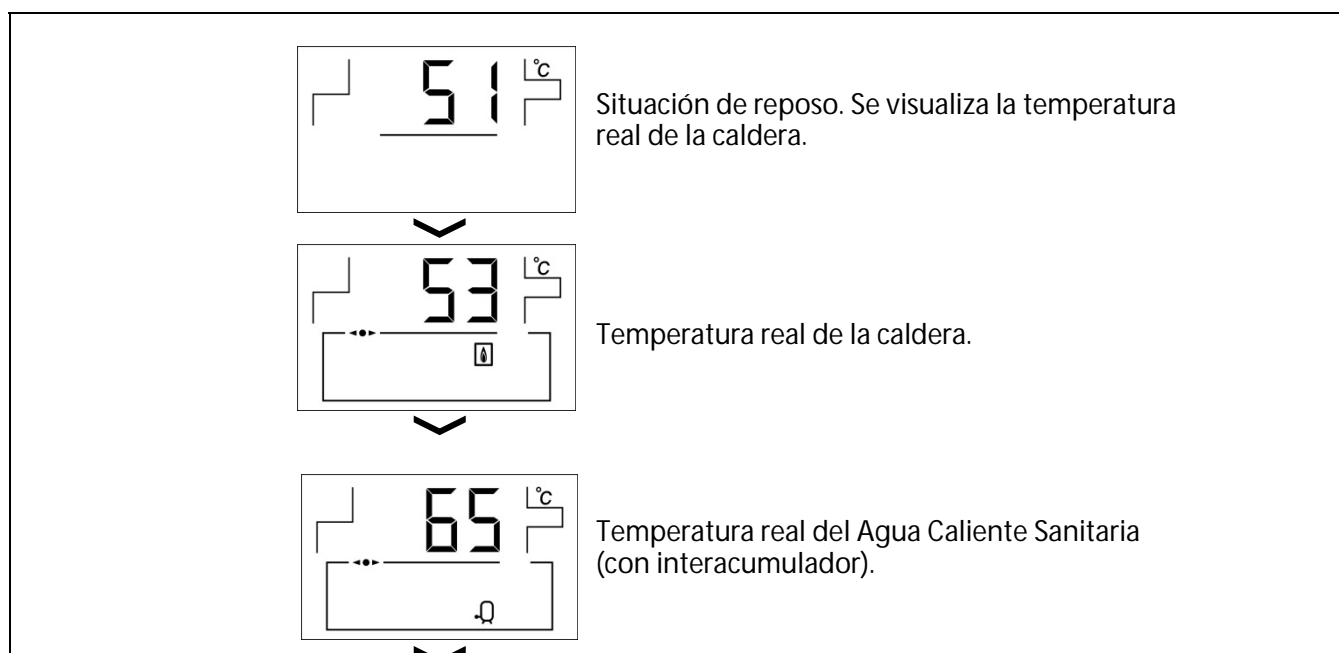 51 °C
Situación de reposo. Se visualiza la temperatura
real de la caldera.
53 °C
Temperatura real de la caldera.
65 °C
Temperatura real del Agua Caliente Sanitaria
(con interacumulador).